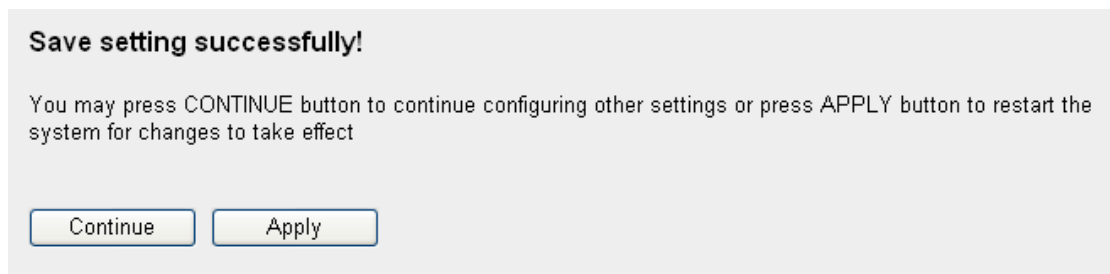 Save setting successfully!
You may press CONTINUE button to continue configuring other settings or press APPLY button to restart the
system for changes to take effect
Continue
Apply